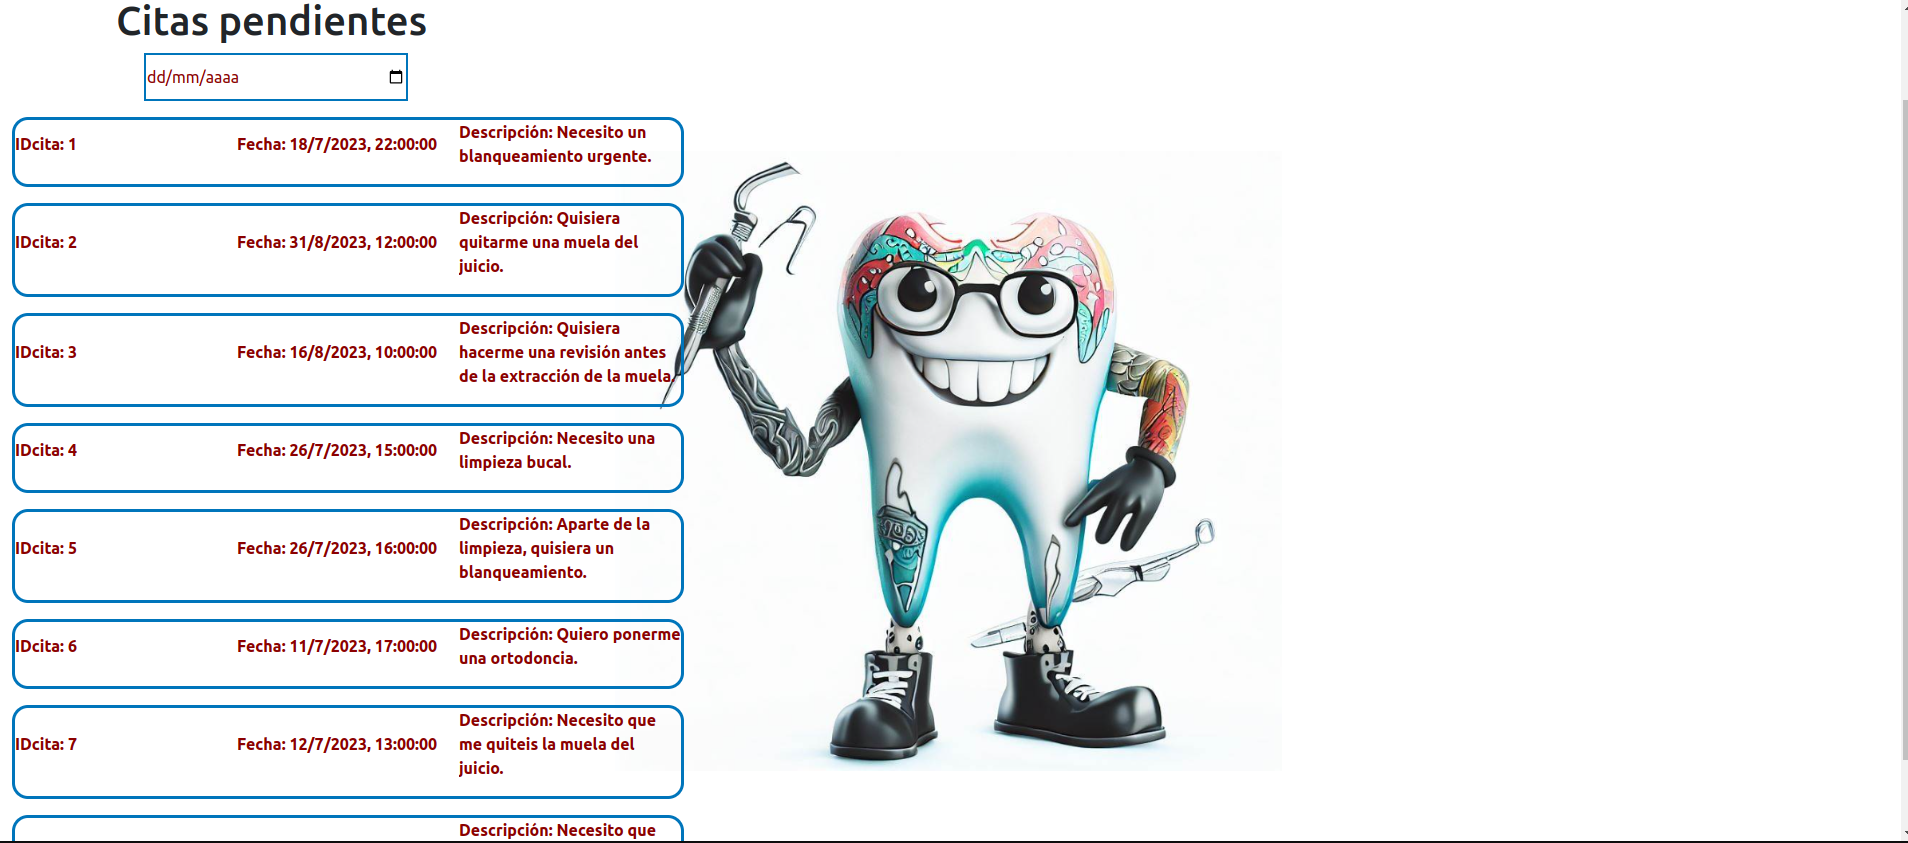 Citas pendientes
dd/mm/aaaa
IDcita: 1
Fecha: 18/7/2023, 22:00:00
Descripción: Necesito un
blanqueamiento urgente.
IDcita: 2
Fecha: 31/8/2023, 12:00:00
Descripción: Quisiera
quitarme una muela del
juicio.
IDcita: 3
Fecha: 16/8/2023, 10:00:00
Descripción: Quisiera
hacerme una revisión antes
de la extracción de la muela.
IDcita: 4
Fecha: 26/7/2023, 15:00:00
Descripción: Necesito una
limpieza bucal.
IDcita: 5
Fecha: 26/7/2023, 16:00:00
Descripción: Aparte de la
limpieza, quisiera un
blanqueamiento.
IDcita: 6
Fecha: 11/7/2023, 17:00:00
Descripción: Quiero ponerme
una ortodoncia.
IDcita: 7
Fecha: 12/7/2023, 13:00:00
Descripción: Necesito que
me quiteis la muela del
juicio.
Descripción: Necesito que